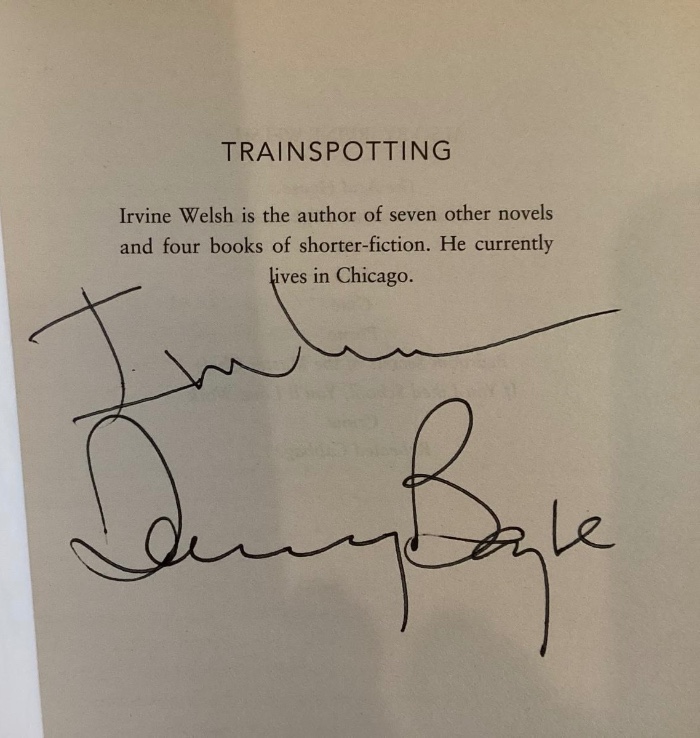 TRAINSPOTTING
Irvine Welsh is the author of seven other novels
and four books of shorter-fiction. He currently
lives in Chicago.
Danny Boyle